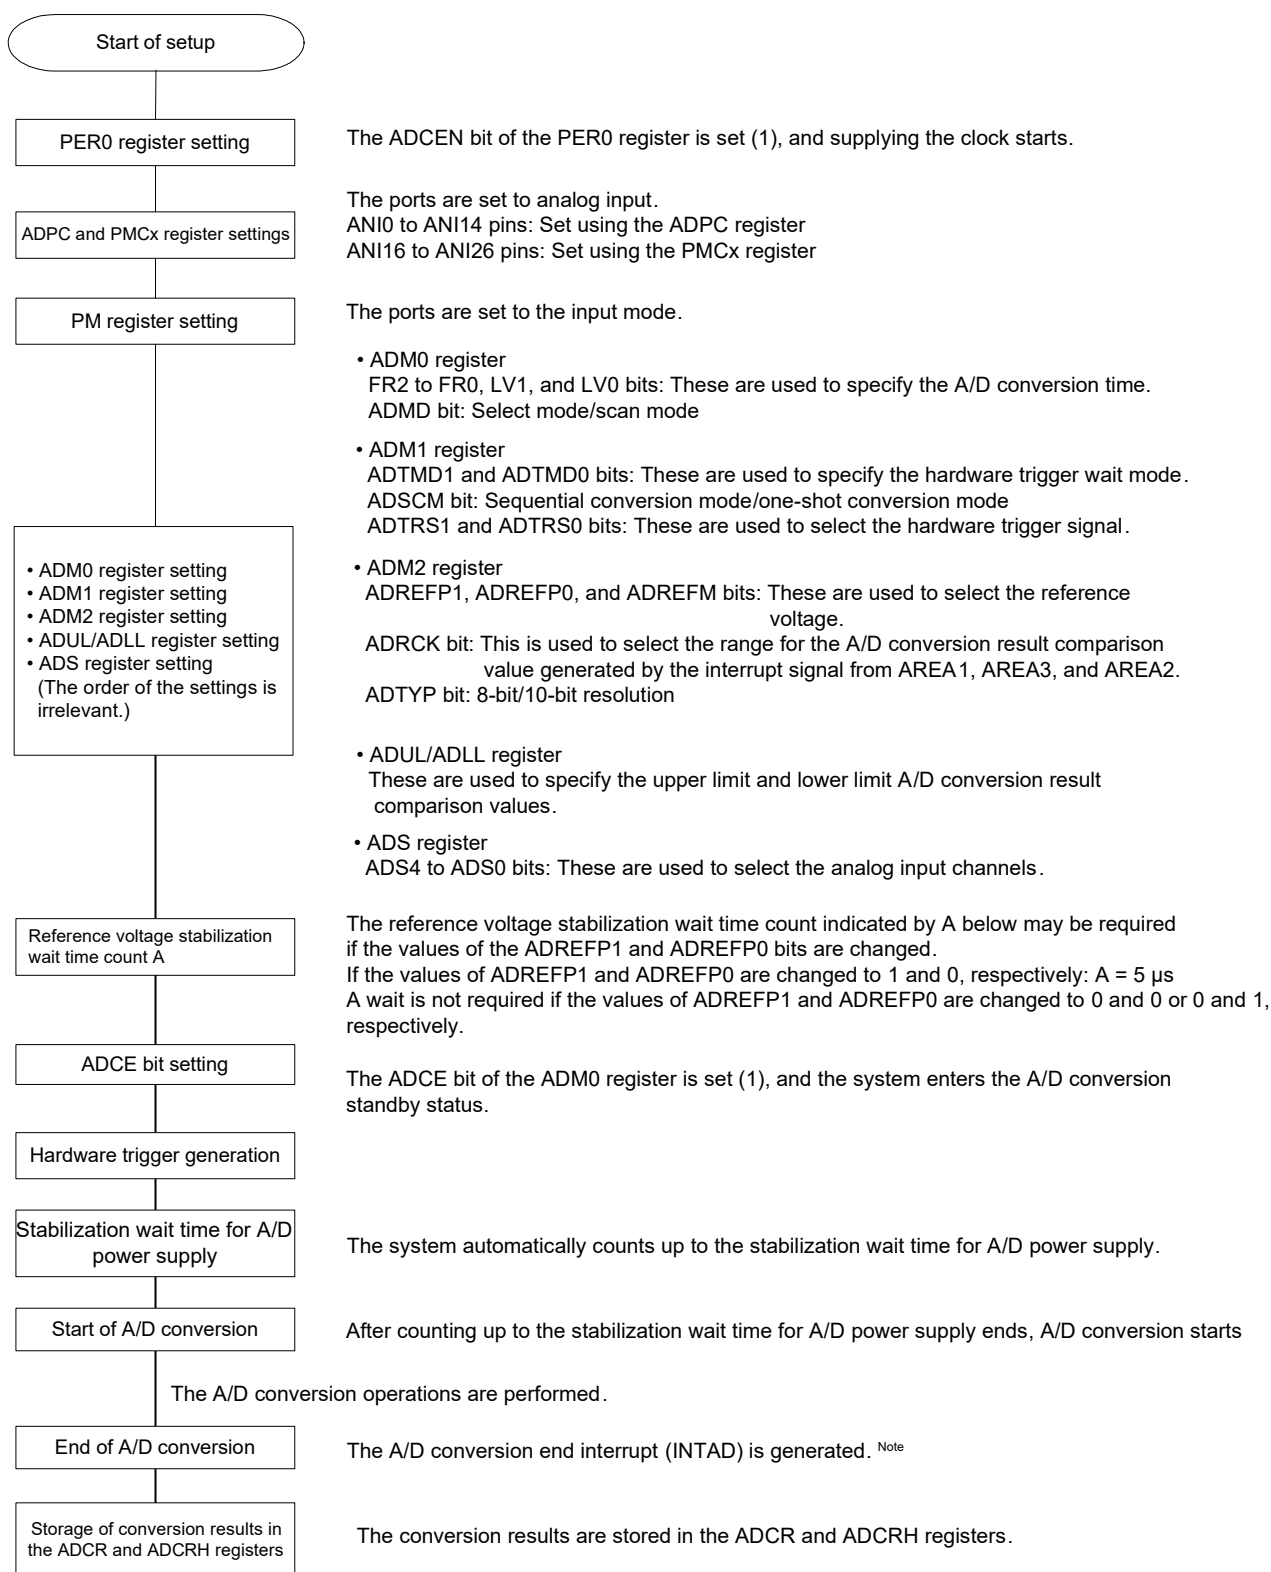 Start of setup
PER0 register setting
The ADCEN bit of the PER0 register is set (1), and supplying the clock starts.
ADPC and PMCx register settings
The ports are set to analog input.
ANI0 to ANI14 pins: Set using the ADPC register
ANI16 to ANI26 pins: Set using the PMCx register
PM register setting
The ports are set to the input mode.
• ADM0 register setting
• ADM1 register setting
• ADM2 register setting
• ADUL/ADLL register setting
• ADS register setting
(The order of the settings is
irrelevant.)
• ADM0 register
FR2 to FR0, LV1, and LV0 bits: These are used to specify the A/D conversion time.
ADMD bit: Select mode/scan mode
• ADM1 register
ADTMD1 and ADTMD0 bits: These are used to specify the hardware trigger wait mode.
ADSCM bit: Sequential conversion mode/one-shot conversion mode
ADTRS1 and ADTRS0 bits: These are used to select the hardware trigger signal.
• ADM2 register
ADREFP1, ADREFP0, and ADREFM bits: These are used to select the reference
voltage.
ADRCK bit: This is used to select the range for the A/D conversion result comparison
value generated by the interrupt signal from AREA1, AREA3, and AREA2.
ADTYP bit: 8-bit/10-bit resolution
• ADUL/ADLL register
These are used to specify the upper limit and lower limit A/D conversion result
comparison values.
• ADS register
ADS4 to ADS0 bits: These are used to select the analog input channels.
Reference voltage stabilization
wait time count A
The reference voltage stabilization wait time count indicated by A below may be required
if the values of the ADREFP1 and ADREFP0 bits are changed.
If the values of ADREFP1 and ADREFP0 are changed to 1 and 0, respectively: A = 5 µs
A wait is not required if the values of ADREFP1 and ADREFP0 are changed to 0 and 0 or 0 and 1,
respectively.
ADCE bit setting
The ADCE bit of the ADM0 register is set (1), and the system enters the A/D conversion
standby status.
Hardware trigger generation
Stabilization wait time for A/D
power supply
The system automatically counts up to the stabilization wait time for A/D power supply.
Start of A/D conversion
After counting up to the stabilization wait time for A/D power supply ends, A/D conversion starts
The A/D conversion operations are performed.
End of A/D conversion
The A/D conversion end interrupt (INTAD) is generated. Note
Storage of conversion results in
the ADCR and ADCRH registers
The conversion results are stored in the ADCR and ADCRH registers.